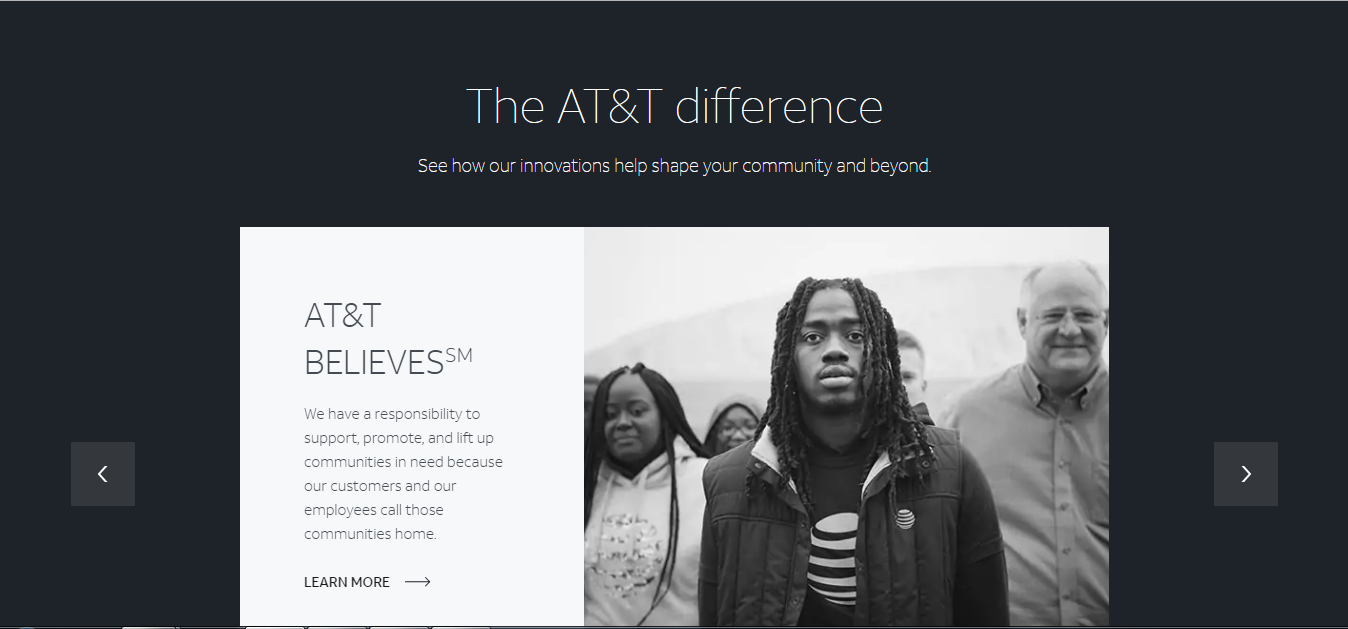 The AT&T difference
See how our innovations help shape your community and beyond.
AT&T
BELIEVESSM
We have a responsibility to
support, promote, and lift up
communities in need because
our customers and our
employees call those
communities home.
LEARN MORE